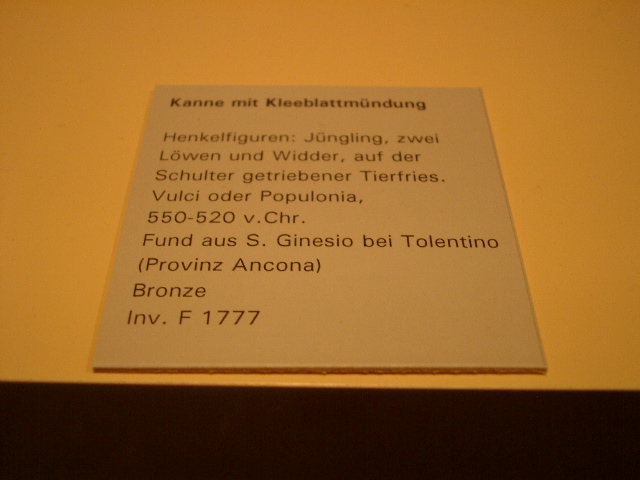 Kanne mit Kleeblattmündung
Henkelfiguren: Jüngling, zwei
Löwen und Widder, auf der
Schulter getriebener Tierfries.
Vulci oder Populonia,
550-520 v.Chr.
Fund aus S. Ginesio bei Tolentino
(Provinz Ancona)
Bronze
Inv. F 1777